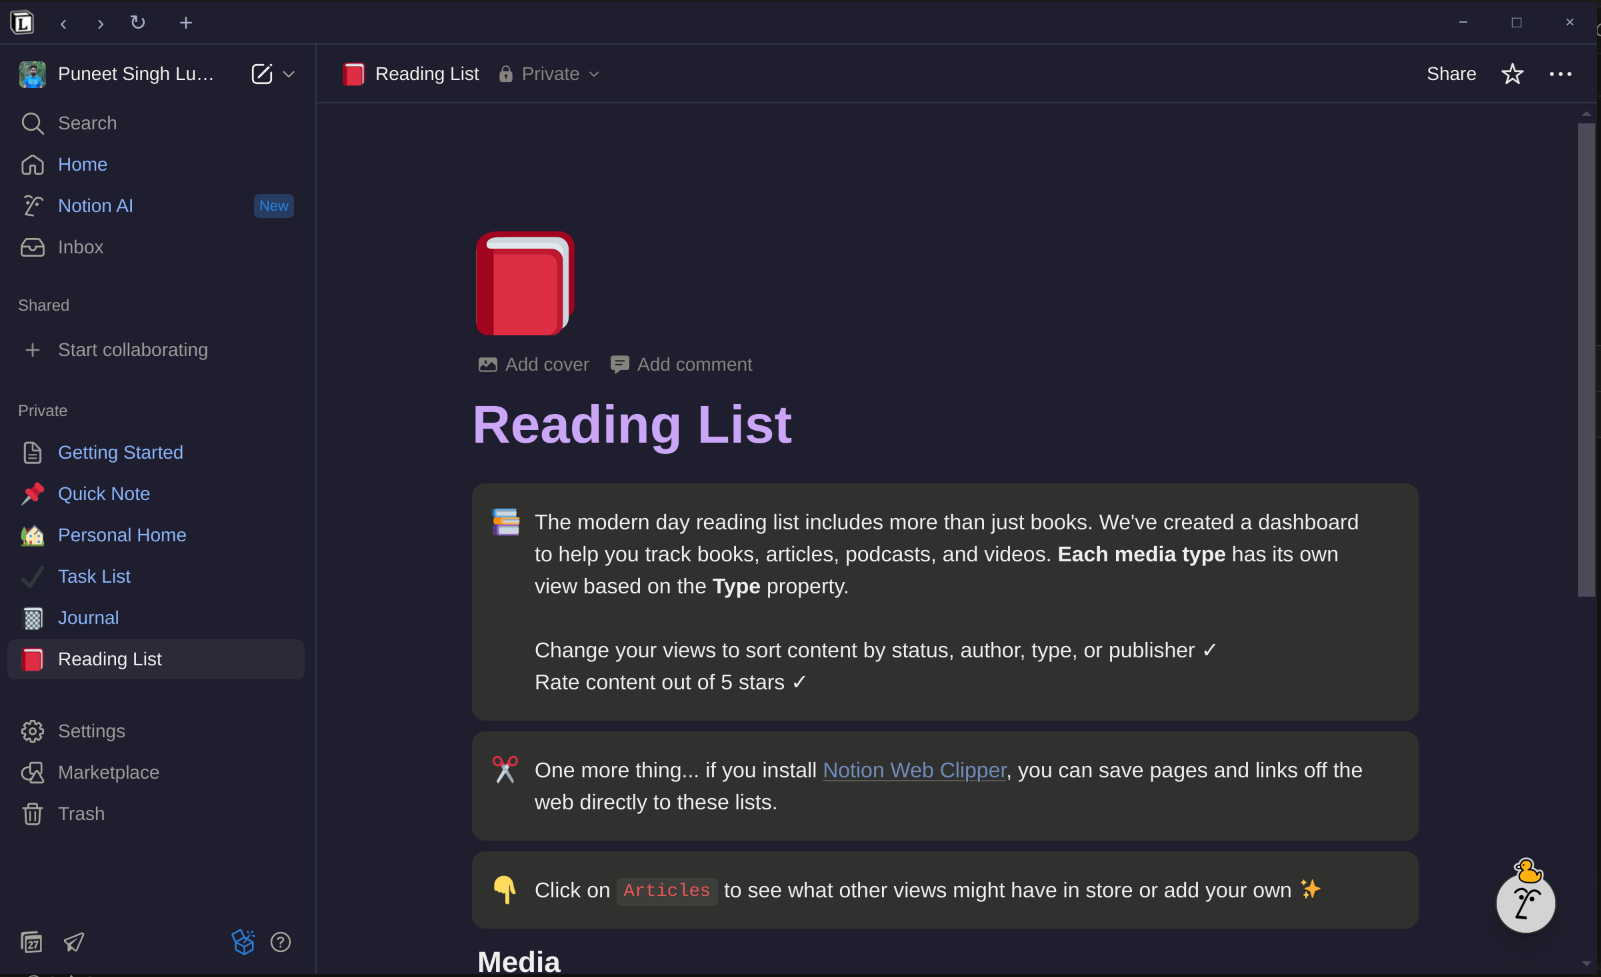 Puneet Singh Lu...
Search
Home
Notion AI New
Inbox
Shared
Start collaborating
Private
Getting Started
Quick Note
Personal Home
Task List
Journal
Reading List
Settings
Marketplace
Trash
27
Reading List Private
Share
Add cover Add comment
Reading List
The modern day reading list includes more than just books. We've created a dashboard
to help you track books, articles, podcasts, and videos. Each media type has its own
view based on the Type property.
Change your views to sort content by status, author, type, or publisher ✓
Rate content out of 5 stars ✓
One more thing... if you install Notion Web Clipper, you can save pages and links off the
web directly to these lists.
Click on Articles to see what other views might have in store or add your own ✨
Media